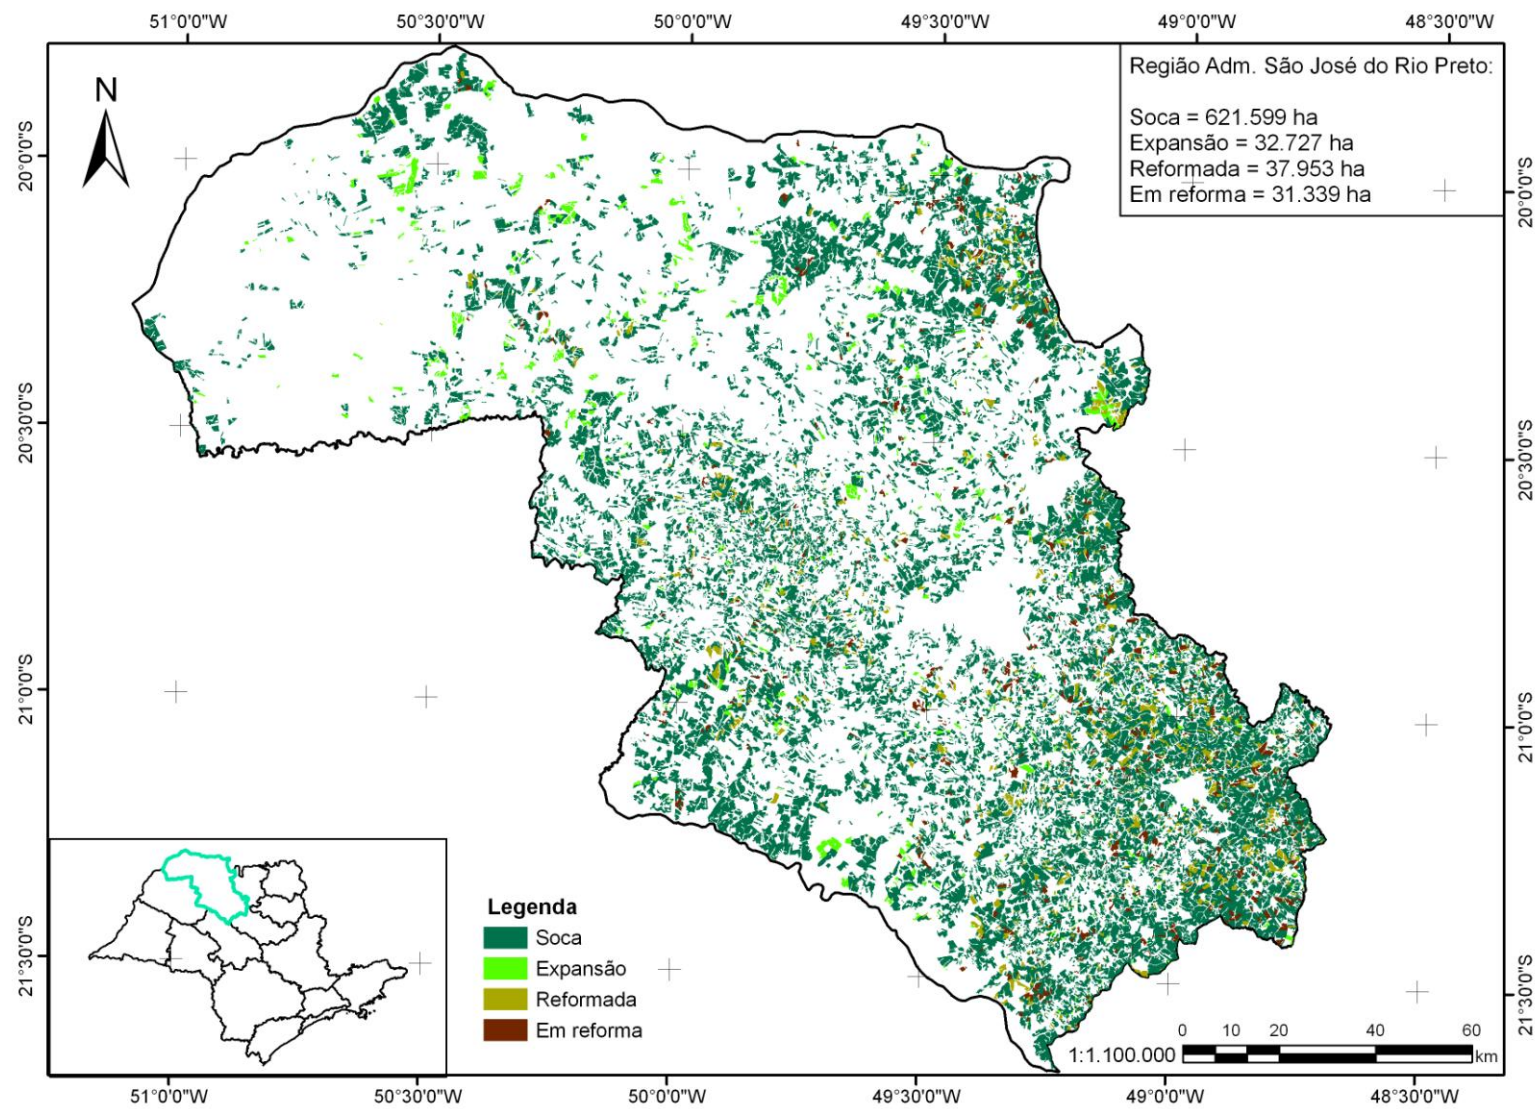 51°0'0"W 50°30'0"W 50°0'0"W 49°30'0"W 49°0'0"W 48°30'0"W
Região Adm. São José do Rio Preto:
Soca = 621.599 ha
Expansão = 32.727 ha
Reformada = 37.953 ha
Em reforma = 31.339 ha
N
20°0'0"S
20°30'0"S
21°0'0"S
21°30'0"S
20°0'0"S
20°30'0"S
21°0'0"S
21°30'0"S
Legenda
Soca
Expansão
Reformada
Em reforma
0 10 20 40 60
1:1.100.000
km
51°0'0"W 50°30'0"W 50°0'0"W 49°30'0"W 49°0'0"W 48°30'0"W